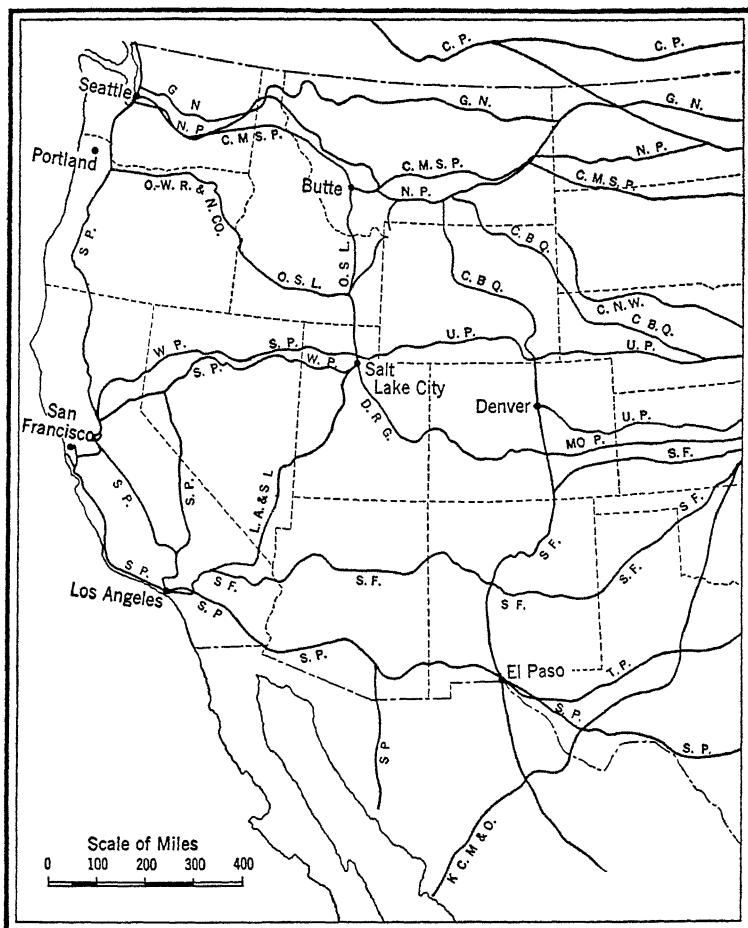 C. P.
C. P.
Seattle
G N
G. N.
G. N.
N. P.
C. M. S. P.
N. P.
Portland
C. M. S. P.
C. M. S. P.
Butte
N. P.
O.-W. R. & N. CO.
S P.
C. B Q.
O. S. L.
O. S. L.
C. B Q.
C. N. W.
C B Q.
W P.
S. P.
U. P.
U. P.
S. P.
W. P.
Salt
Lake City
Denver
D. R G.
U. P.
San
Francisco
MO P.
S. F.
S. P.
S. P.
L. A. & S L
S F.
S F.
S. P.
S F.
S. F.
S. F.
S F.
Los Angeles
S. P
S. P.
El Paso
T. P.
S. P.
S. P.
S P
Scale of Miles
0 100 200 300 400
K C. M & O.